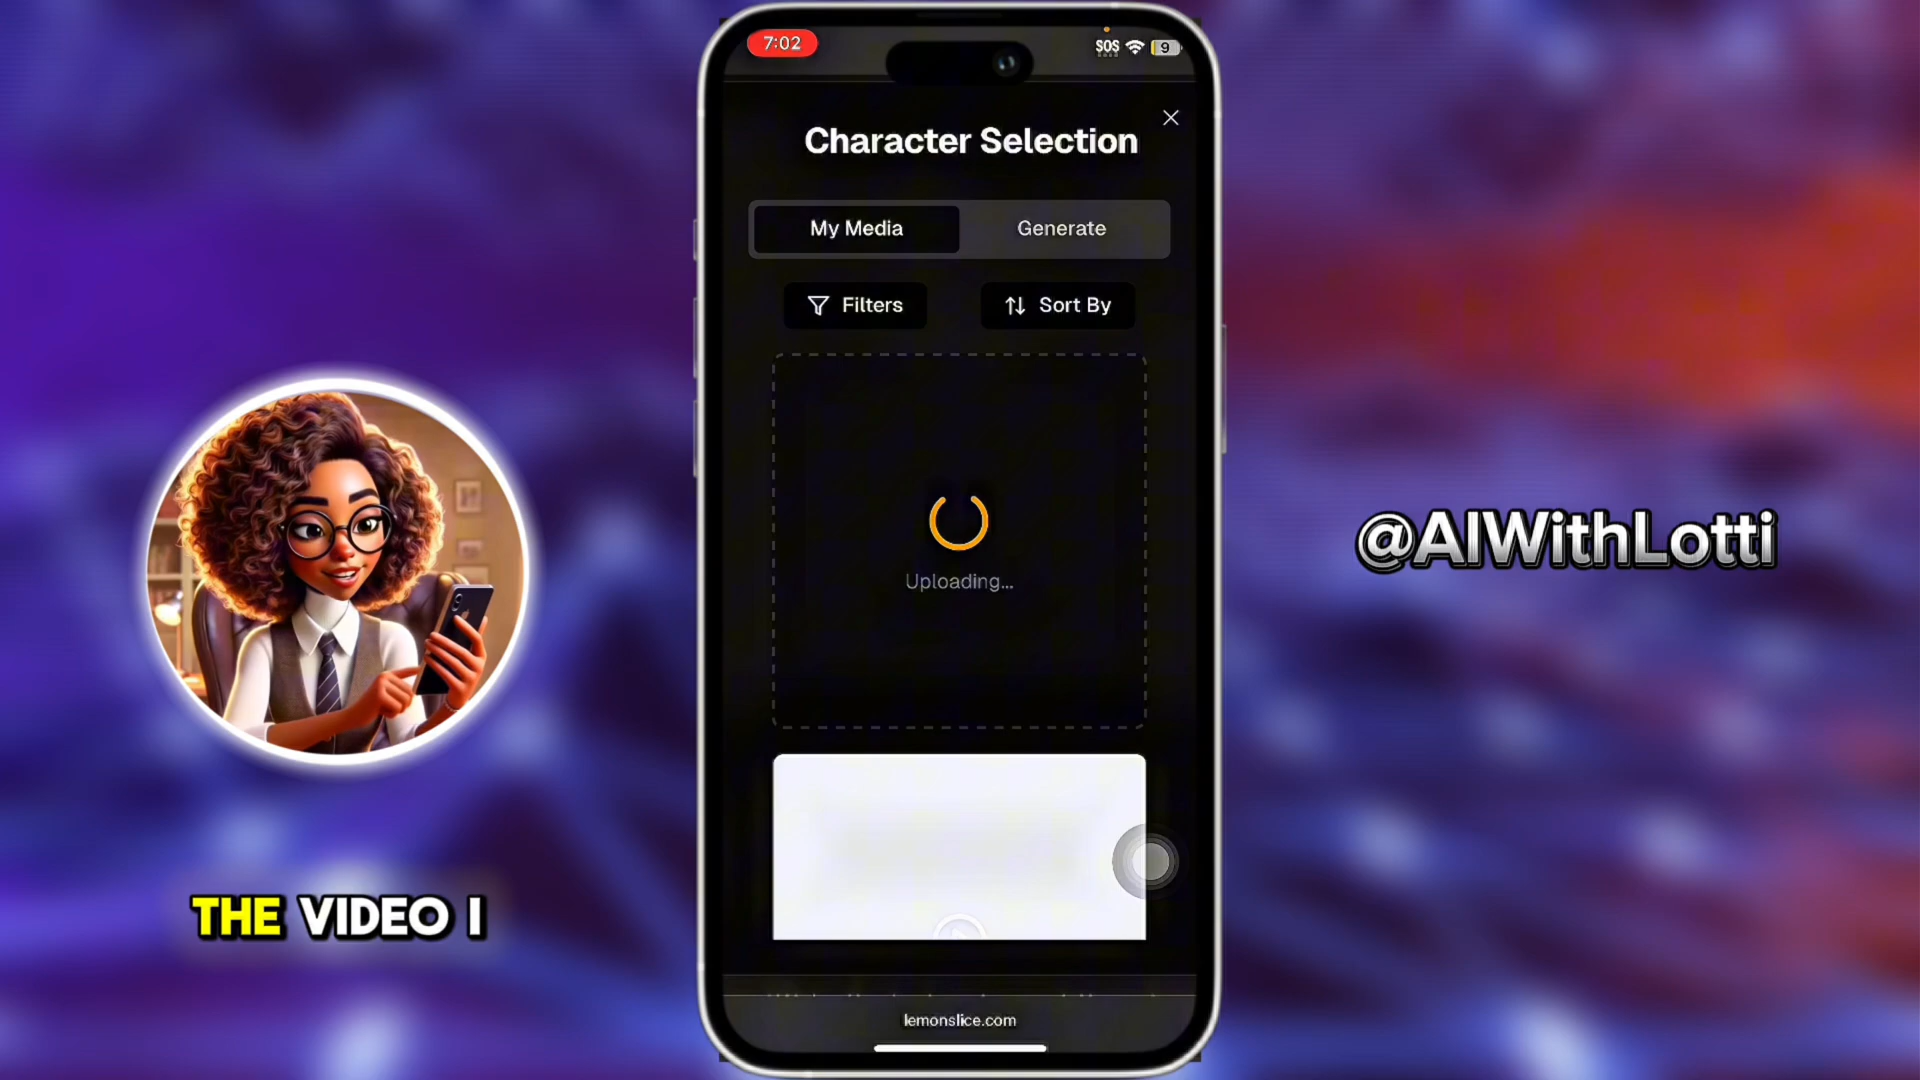 7:02
SOS
9
Character Selection
My Media
Generate
Filters
Sort By
Uploading...
@AIWithLotti
THE VIDEO I
lemonslice.com